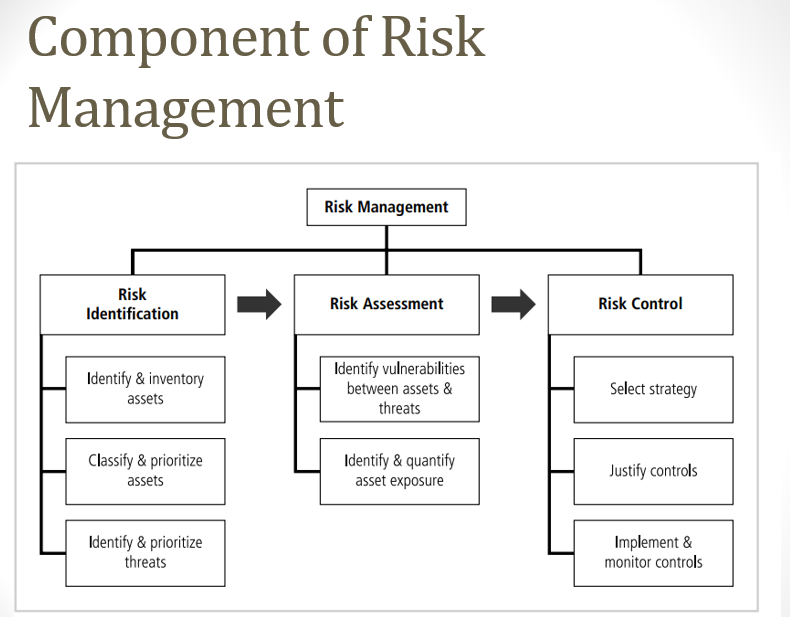 Component of Risk
Management
Risk Management
Risk
Identification
Risk Assessment
Risk Control
Identify & inventory
assets
Classify & prioritize
assets
Identify & prioritize
threats
Identify vulnerabilities
between assets &
threats
Identify & quantify
asset exposure
Select strategy
Justify controls
Implement &
monitor controls